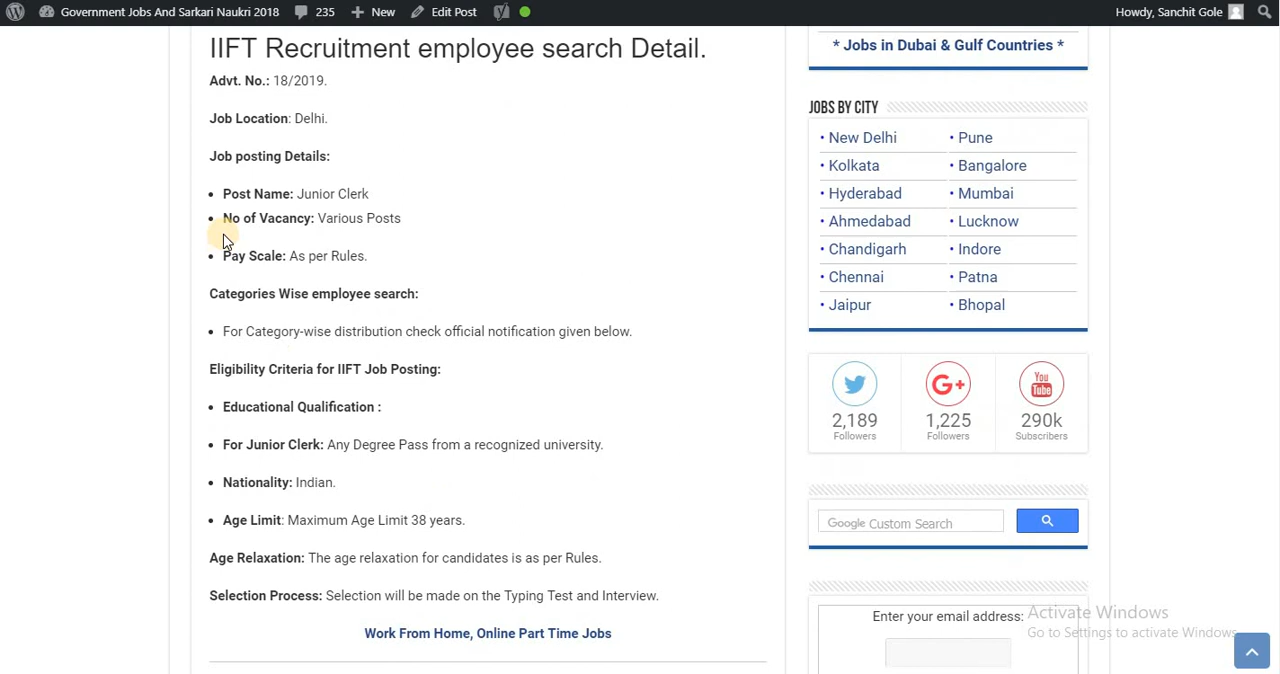 Government Jobs And Sarkari Naukri 2018 235 New Edit Post Howdy, Sanchit Gole
IIFT Recruitment employee search Detail.
Advt. No.: 18/2019.
Job Location: Delhi.
Job posting Details:
• Post Name: Junior Clerk
• No of Vacancy: Various Posts
• Pay Scale: As per Rules.
Categories Wise employee search:
• For Category-wise distribution check official notification given below.
Eligibility Criteria for IIFT Job Posting:
• Educational Qualification :
• For Junior Clerk: Any Degree Pass from a recognized university.
• Nationality: Indian.
• Age Limit: Maximum Age Limit 38 years.
Age Relaxation: The age relaxation for candidates is as per Rules.
Selection Process: Selection will be made on the Typing Test and Interview.
Work From Home, Online Part Time Jobs
* Jobs in Dubai & Gulf Countries *
JOBS BY CITY
• New Delhi • Pune
• Kolkata • Bangalore
• Hyderabad • Mumbai
• Ahmedabad • Lucknow
• Chandigarh • Indore
• Chennai • Patna
• Jaipur • Bhopal
G+ You Tube
2,189 1,225 290k
Followers Followers Subscribers
Google Custom Search
Enter your email address:
Activate Windows
Go to Settings to activate Windows.